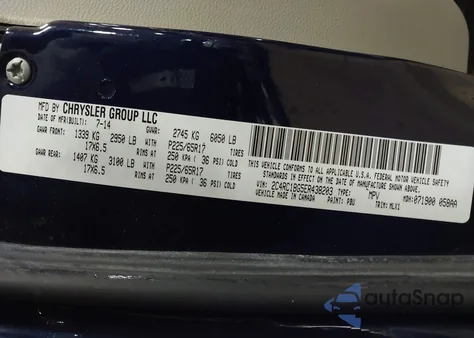 MFD BY CHRYSLER GROUP LLC
DATE OF MFR(BUILT): 7-14 GVWR: 2745 KG 6050 LB
GAWR FRONT: 1339 KG 2950 LB TIRES P225/65R17
17X6.5 RIMS AT 250 KPA ( 36 PSI) COLD
GAWR REAR: 1407 KG 3100 LB TIRES P225/65R17
17X6.5 RIMS AT 250 KPA ( 36 PSI) COLD
THIS VEHICLE CONFORMS TO ALL APPLICABLE U.S.A. FEDERAL MOTOR VEHICLE SAFETY
STANDARDS IN EFFECT ON THE DATE OF MANUFACTURE SHOWN ABOVE.
VIN: 2C4RC1BG5ER438203 TYPE: MPV MDH: 071900 05BAA
VEHICLE MADE IN CANADA PAINT: PBU TRIM: MLX1
autoSnap